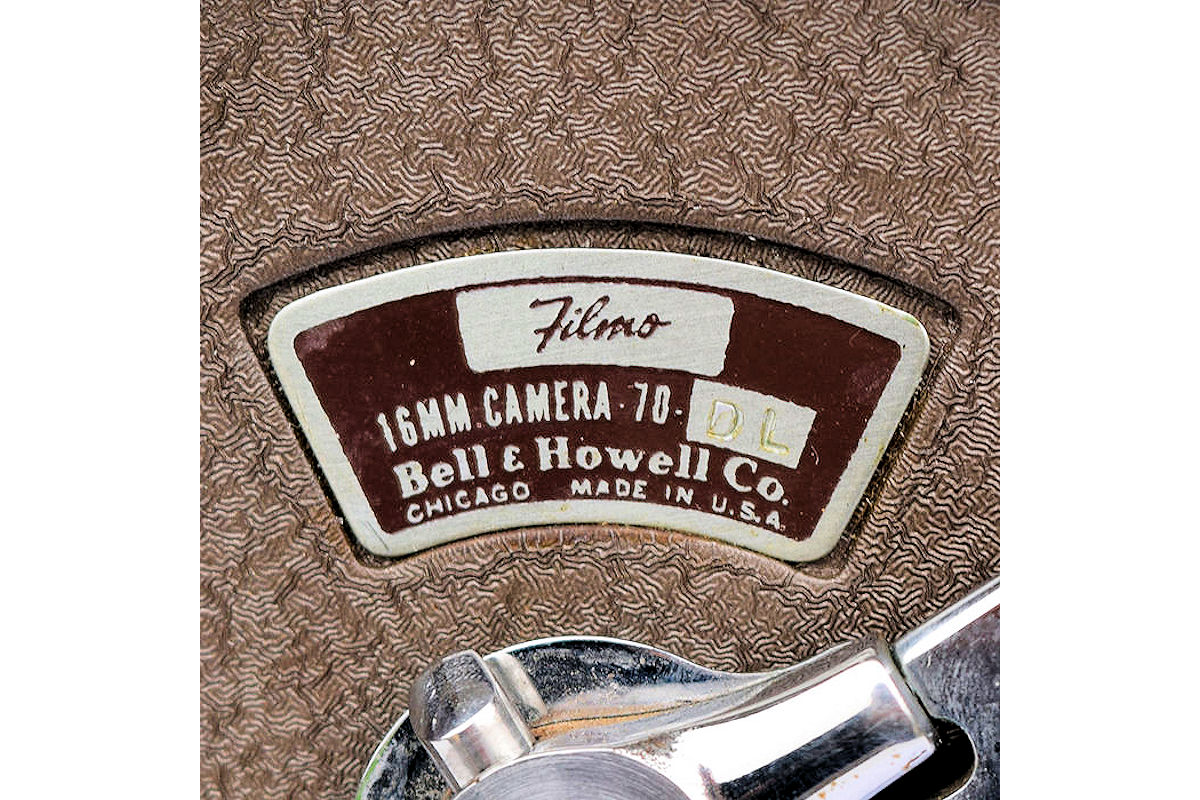 Filmo
16MM CAMERA · 70 · DL
Bell & Howell Co.
CHICAGO MADE IN U.S.A.